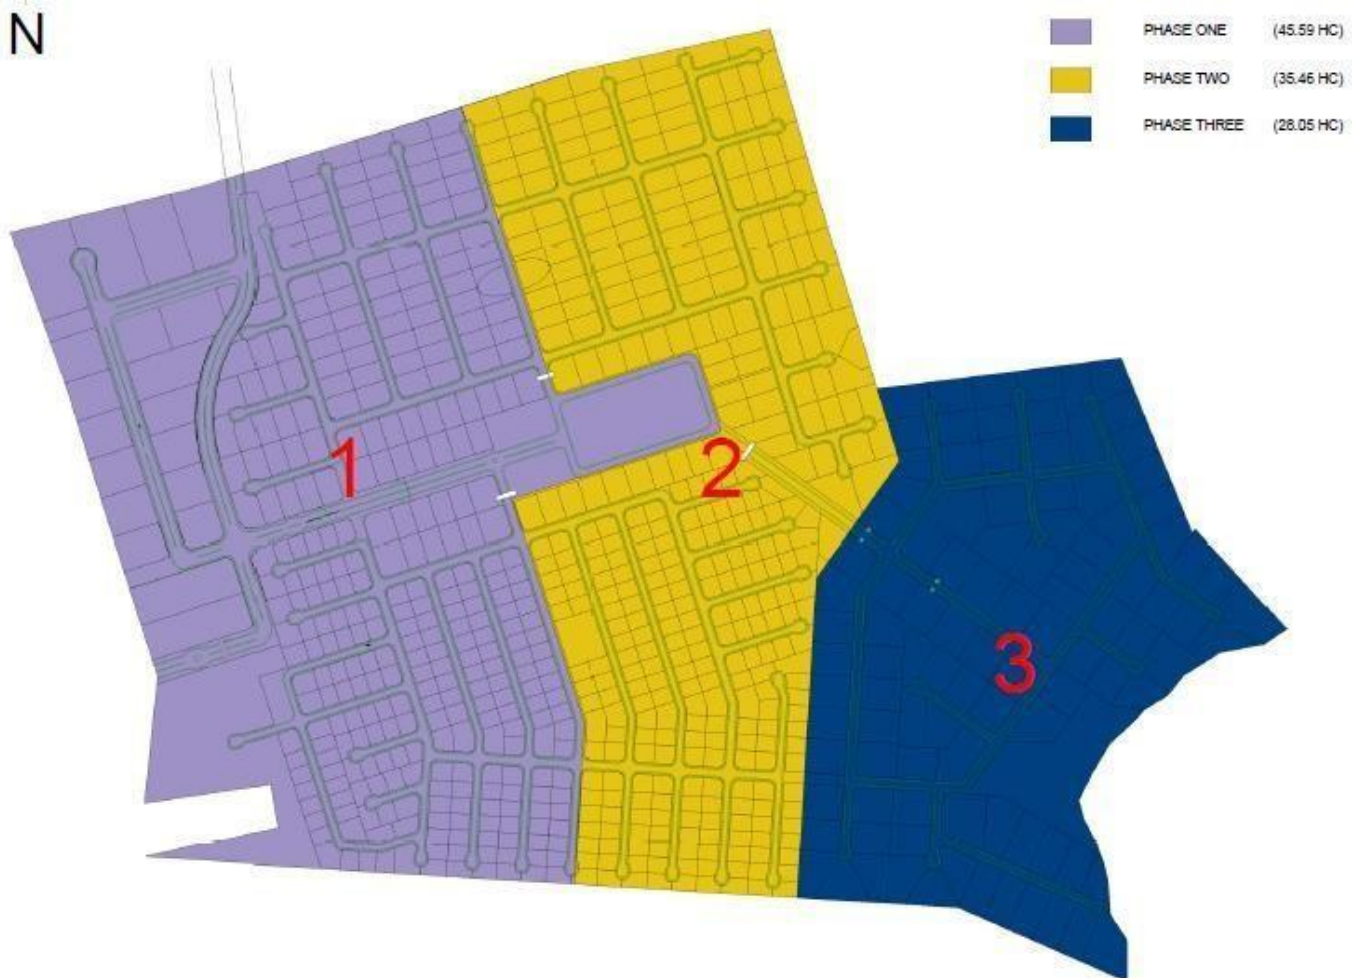 N
PHASE ONE (45.59 HC)
PHASE TWO (35.46 HC)
PHASE THREE (28.05 HC)
1
2
3